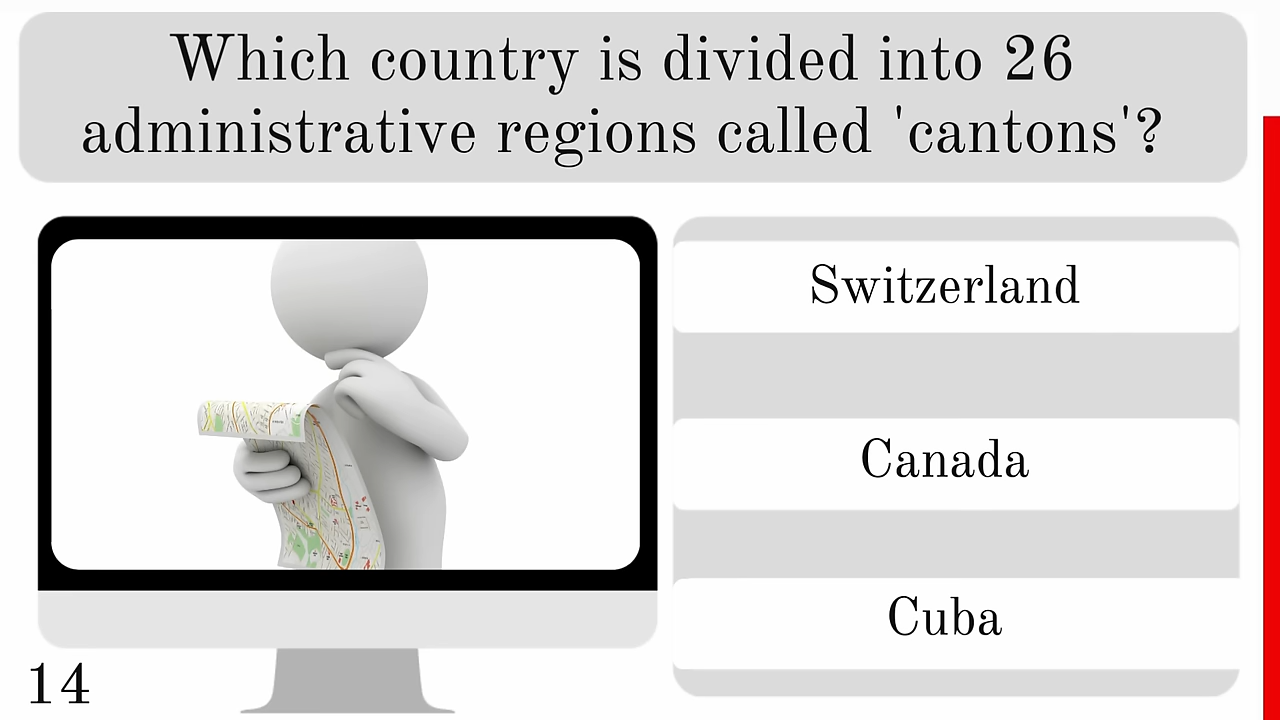 Which country is divided into 26
administrative regions called 'cantons'?
Switzerland
Canada
Cuba
14